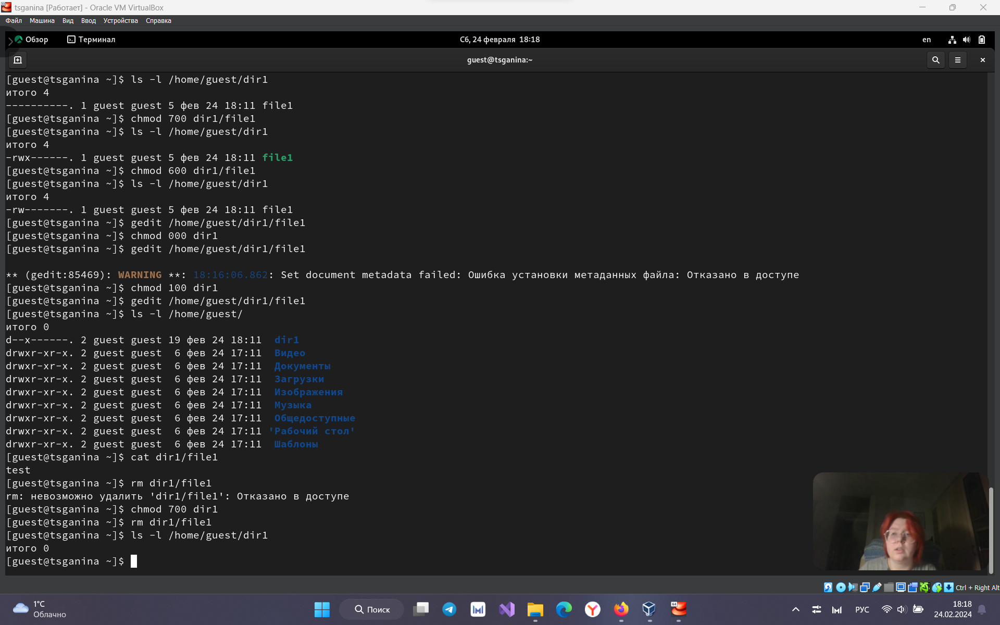 tsganina [Работает] - Oracle VM VirtualBox
Файл Машина Вид Ввод Устройства Справка
Обзор Терминал Сб, 24 февраля 18:18 en
guest@tsganina:~
[guest@tsganina ~]$ ls -l /home/guest/dir1
итого 4
----------. 1 guest guest 5 фев 24 18:11 file1
[guest@tsganina ~]$ chmod 700 dir1/file1
[guest@tsganina ~]$ ls -l /home/guest/dir1
итого 4
-rwx------. 1 guest guest 5 фев 24 18:11 file1
[guest@tsganina ~]$ chmod 600 dir1/file1
[guest@tsganina ~]$ ls -l /home/guest/dir1
итого 4
-rw-------. 1 guest guest 5 фев 24 18:11 file1
[guest@tsganina ~]$ gedit /home/guest/dir1/file1
[guest@tsganina ~]$ chmod 000 dir1
[guest@tsganina ~]$ gedit /home/guest/dir1/file1
** (gedit:85469): WARNING **: 18:16:06.862: Set document metadata failed: Ошибка установки метаданных файла: Отказано в доступе
[guest@tsganina ~]$ chmod 100 dir1
[guest@tsganina ~]$ gedit /home/guest/dir1/file1
[guest@tsganina ~]$ ls -l /home/guest/
итого 0
d--x------. 2 guest guest 19 фев 24 18:11  dir1
drwxr-xr-x. 2 guest guest  6 фев 24 17:11  Видео
drwxr-xr-x. 2 guest guest  6 фев 24 17:11  Документы
drwxr-xr-x. 2 guest guest  6 фев 24 17:11  Загрузки
drwxr-xr-x. 2 guest guest  6 фев 24 17:11  Изображения
drwxr-xr-x. 2 guest guest  6 фев 24 17:11  Музыка
drwxr-xr-x. 2 guest guest  6 фев 24 17:11  Общедоступные
drwxr-xr-x. 2 guest guest  6 фев 24 17:11 'Рабочий стол'
drwxr-xr-x. 2 guest guest  6 фев 24 17:11  Шаблоны
[guest@tsganina ~]$ cat dir1/file1
test
[guest@tsganina ~]$ rm dir1/file1
rm: невозможно удалить 'dir1/file1': Отказано в доступе
[guest@tsganina ~]$ chmod 700 dir1
[guest@tsganina ~]$ rm dir1/file1
[guest@tsganina ~]$ ls -l /home/guest/dir1
итого 0
[guest@tsganina ~]$
Ctrl + Right Alt
1°C
Облачно
Поиск
РУС
18:18
24.02.2024